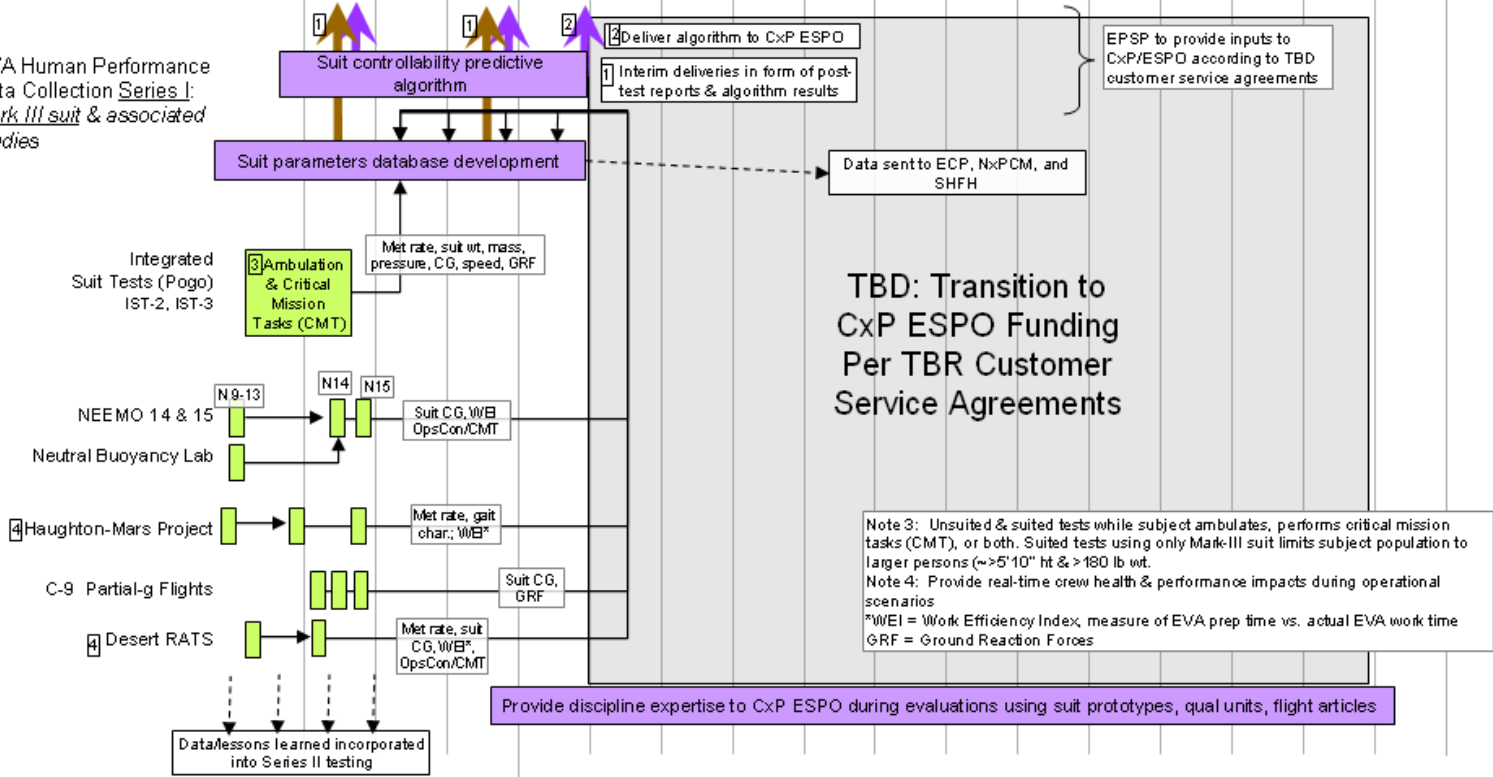 1
1
2
Suit controllability predictive
algorithm
2 Deliver algorithm to CxP ESPO
1 Interim deliveries in form of post-
test reports & algorithm results
EPSP to provide inputs to
CxP/ESPO according to TBD
customer service agreements
'A Human Performance
ta Collection Series I:
rk III suit & associated
dies
Suit parameters database development
Data sent to ECP, NxPCM, and
SHFH
Integrated
Suit Tests (Pogo)
IST-2, IST-3
3 Ambulation
& Critical
Mission
Tasks (CMT)
Met rate, suit wt, mass,
pressure, CG, speed, GRF
TBD: Transition to
CxP ESPO Funding
Per TBR Customer
Service Agreements
N 9-13
N14
N15
NEEMO 14 & 15
Suit CG, WEI
OpsCon/CMT
Neutral Buoyancy Lab
4 Haughton-Mars Project
Met rate, gait
char.; WEI*
C-9 Partial-g Flights
Suit CG,
GRF
4 Desert RATS
Met rate, suit
CG, WEI*,
OpsCon/CMT
Note 3: Unsuited & suited tests while subject ambulates, performs critical mission
tasks (CMT), or both. Suited tests using only Mark-III suit limits subject population to
larger persons (~>5'10" ht & >180 lb wt.
Note 4: Provide real-time crew health & performance impacts during operational
scenarios
*WEI = Work Efficiency Index, measure of EVA prep time vs. actual EVA work time
GRF = Ground Reaction Forces
Provide discipline expertise to CxP ESPO during evaluations using suit prototypes, qual units, flight articles
Data/lessons learned incorporated
into Series II testing